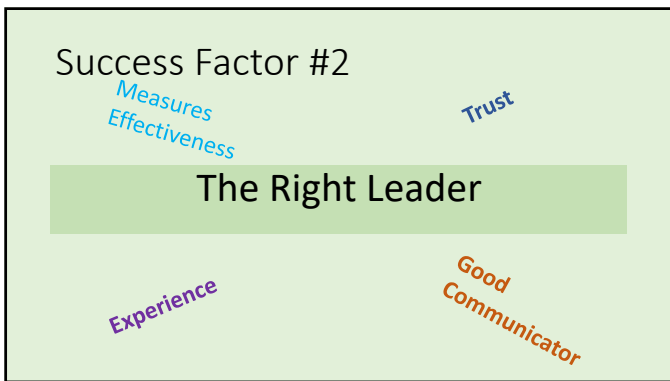 Success Factor #2
Measures
Effectiveness
Trust
The Right Leader
Experience
Good
Communicator